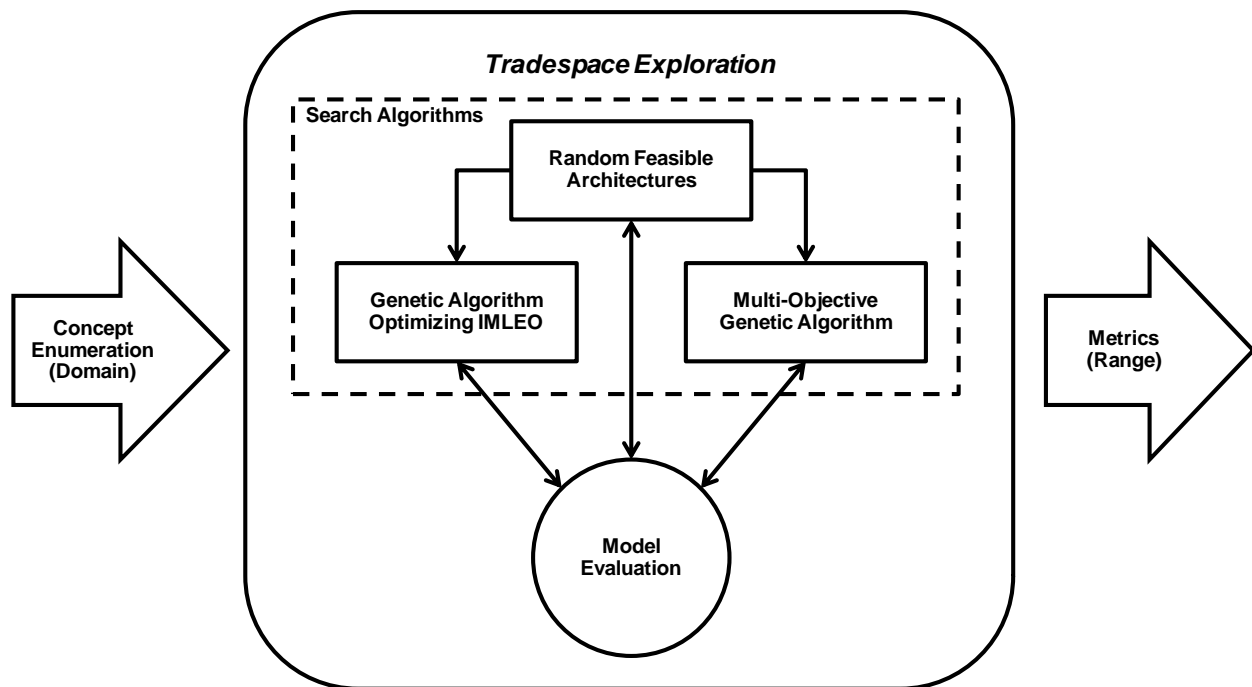 Tradespace Exploration
Search Algorithms
Random Feasible
Architectures
Genetic Algorithm
Optimizing IMLEO
Multi-Objective
Genetic Algorithm
Concept
Enumeration
(Domain)
Metrics
(Range)
Model
Evaluation